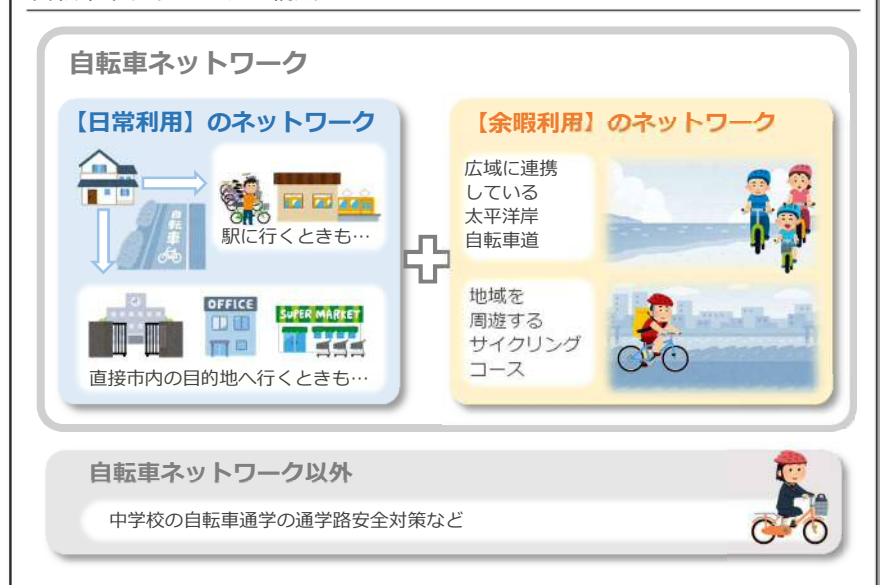 自転車ネットワーク
【日常利用】のネットワーク
自転車
駅に行くときも…
OFFICE
SUPER MARKET
直接市内の目的地へ行くときも…
【余暇利用】のネットワーク
広域に連携
している
太平洋岸
自転車道
地域を
周遊する
サイクリング
コース
自転車ネットワーク以外
中学校の自転車通学の通学路安全対策など